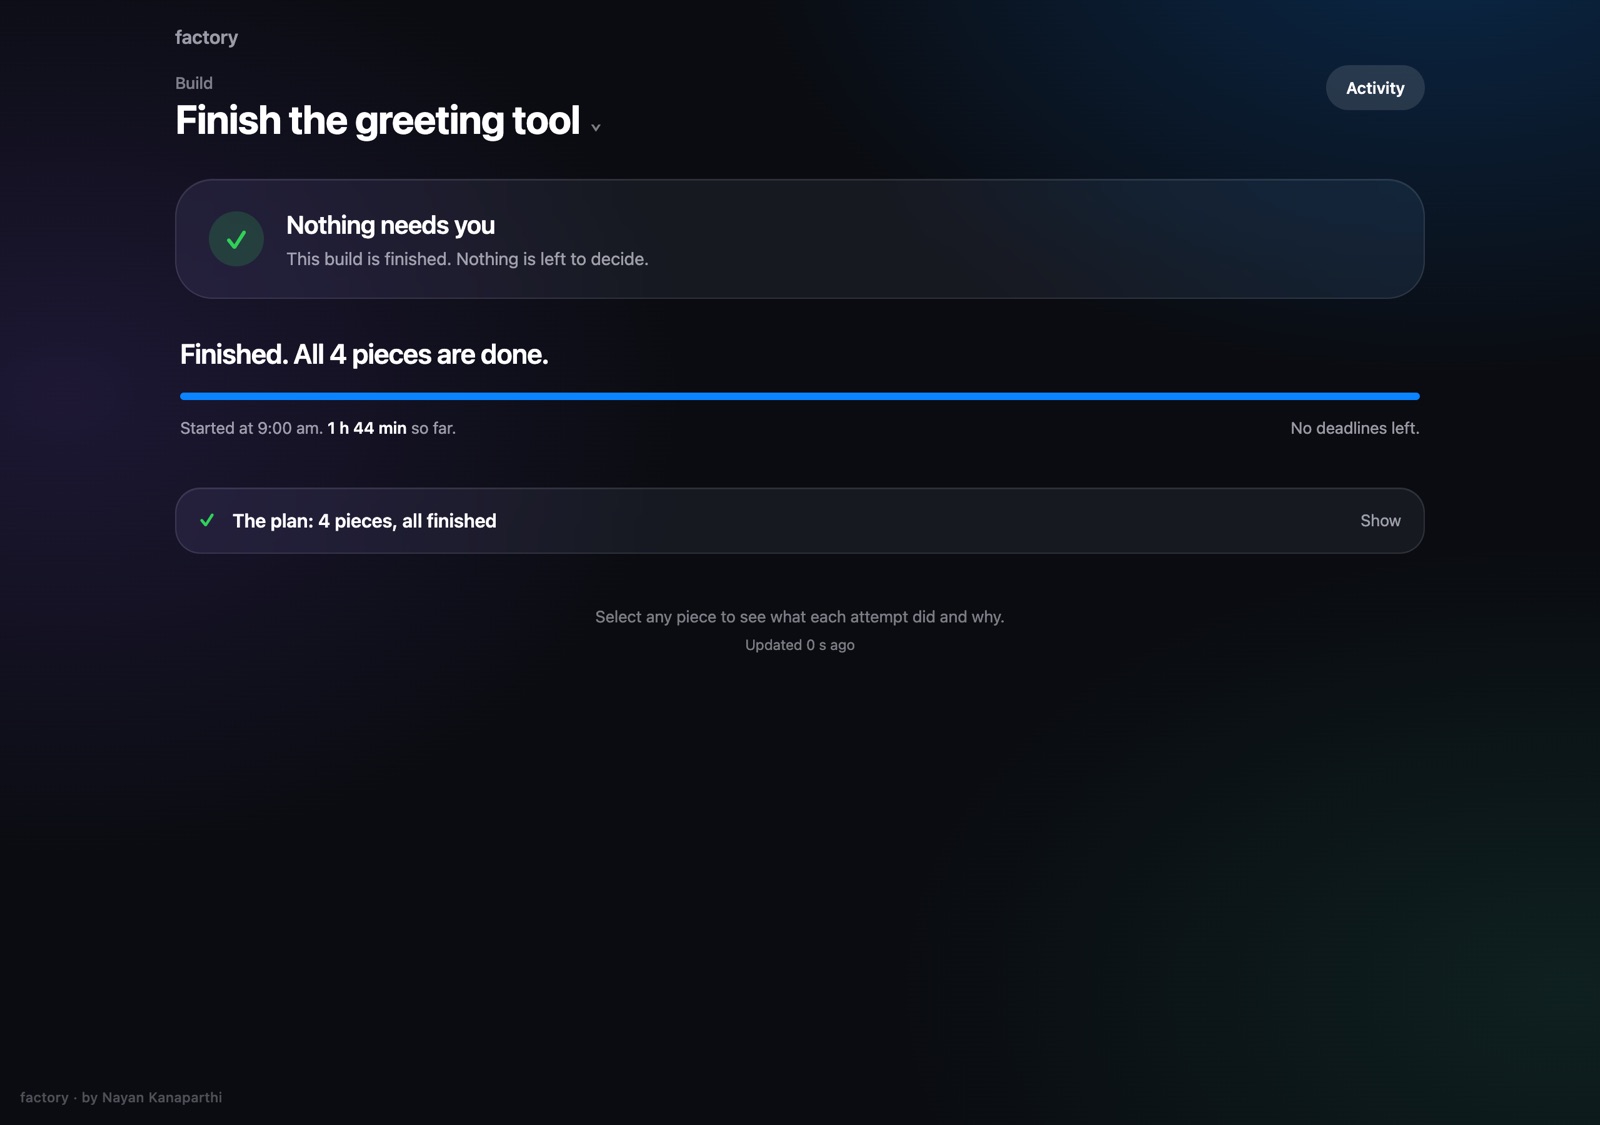 factory
Build
Finish the greeting tool
Activity
Nothing needs you
This build is finished. Nothing is left to decide.
Finished. All 4 pieces are done.
Started at 9:00 am. 1 h 44 min so far.
No deadlines left.
The plan: 4 pieces, all finished
Show
Select any piece to see what each attempt did and why.
Updated 0 s ago
factory · by Nayan Kanaparthi